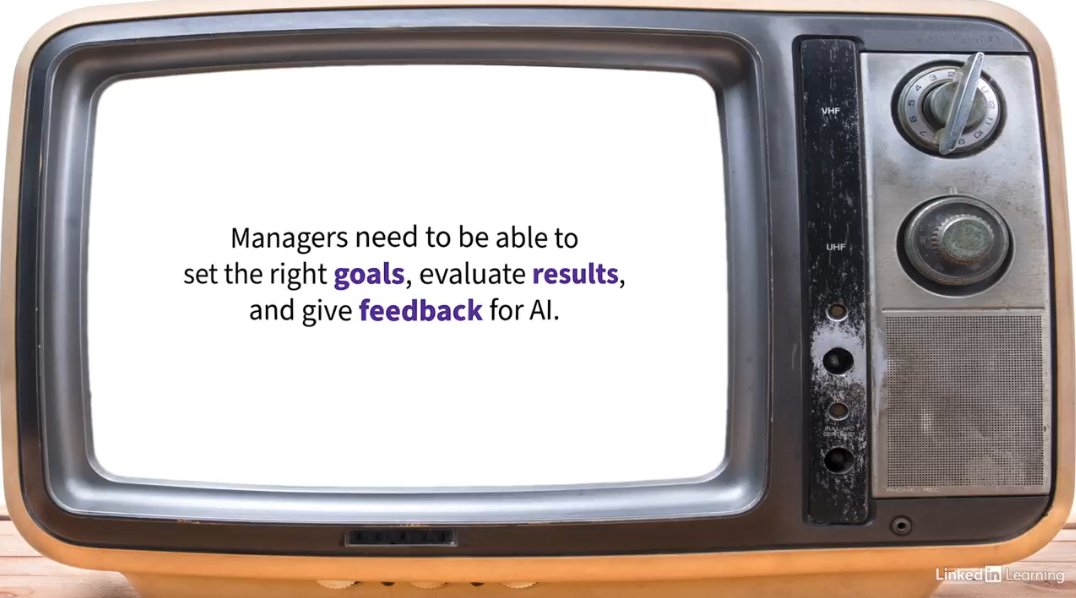 Managers need to be able to
set the right goals, evaluate results,
and give feedback for AI.
VHF
UHF
LinkedIn Learning